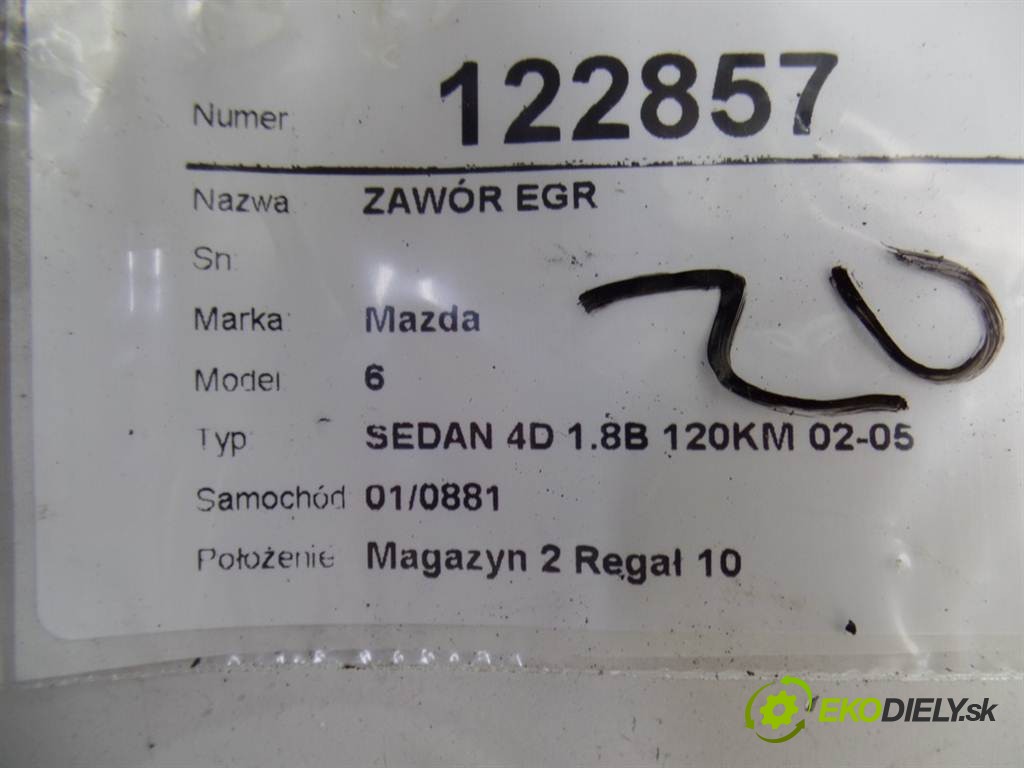 Numer 122857
Nazwa ZAWÓR EGR
Sn
Marka Mazda
Model 6
Typ SEDAN 4D 1.8B 120KM 02-05
Samochód 01/0881
Położenie Magazyn 2 Regał 10
EKODIELY.sk